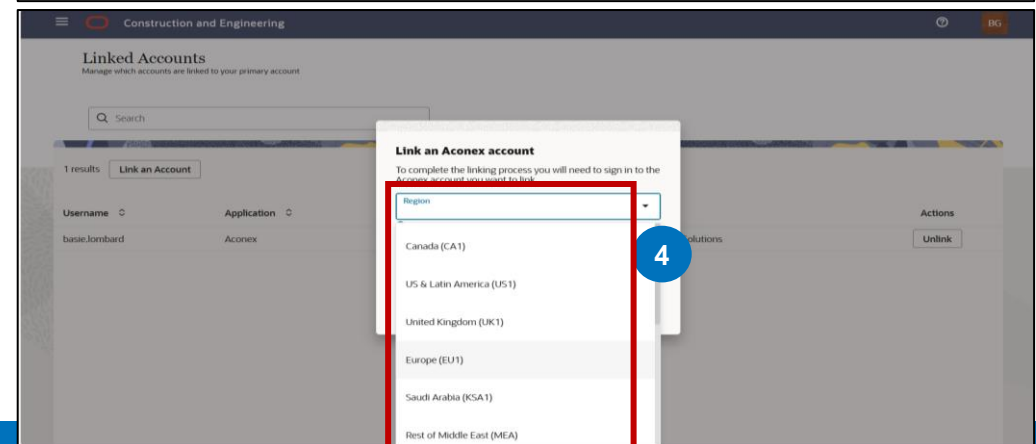 Construction and Engineering
BG
Linked Accounts
Manage which accounts are linked to your primary account
Search
1 results
Link an Account
Username
Application
Actions
basie.lombard
Aconex
olutions
Unlink
Link an Aconex account
To complete the linking process you will need to sign in to the
Aconex account you want to link
Region
Canada (CA1)
US & Latin America (US1)
United Kingdom (UK1)
Europe (EU1)
Saudi Arabia (KSA1)
Rest of Middle East (MEA)
4